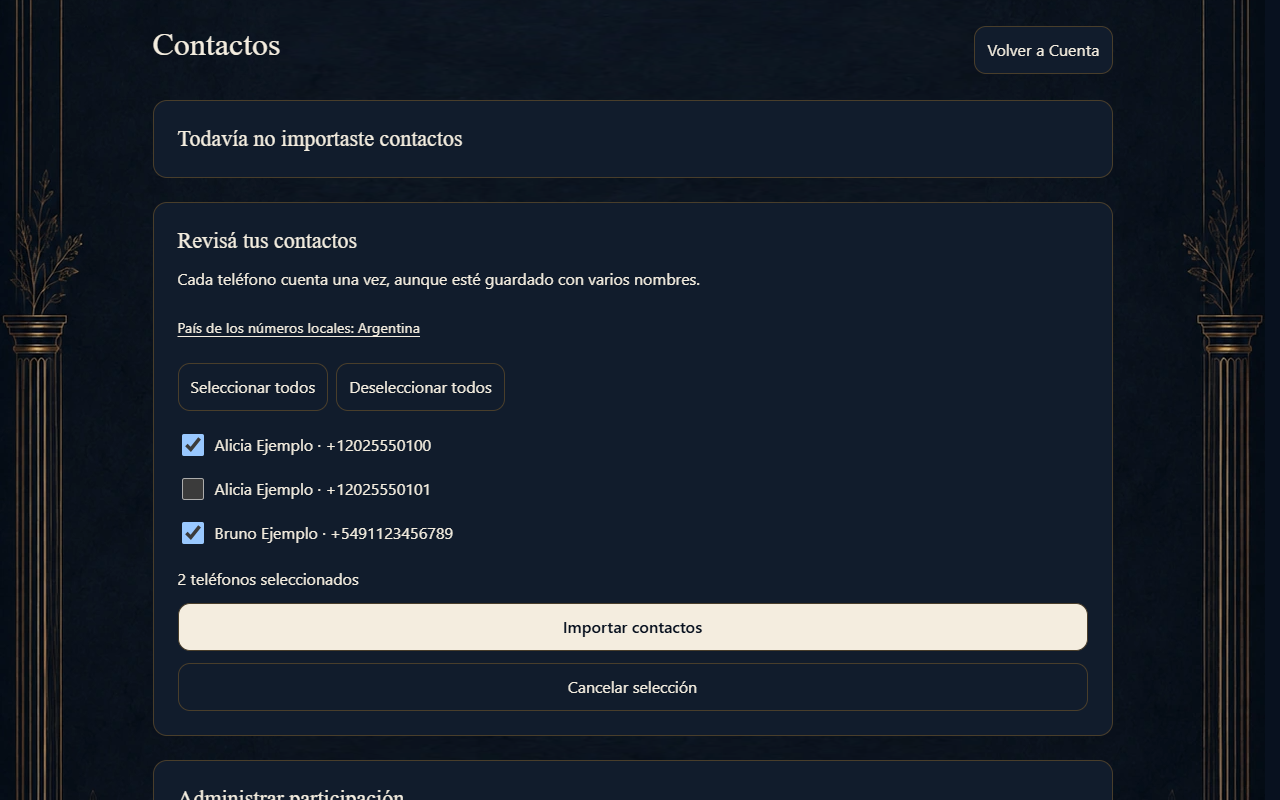 Contactos
Volver a Cuenta
Todavía no importaste contactos
Revisá tus contactos
Cada teléfono cuenta una vez, aunque esté guardado con varios nombres.
País de los números locales: Argentina
Seleccionar todos
Deseleccionar todos
Alicia Ejemplo · +12025550100
Alicia Ejemplo · +12025550101
Bruno Ejemplo · +5491123456789
2 teléfonos seleccionados
Importar contactos
Cancelar selección
Administrar participación